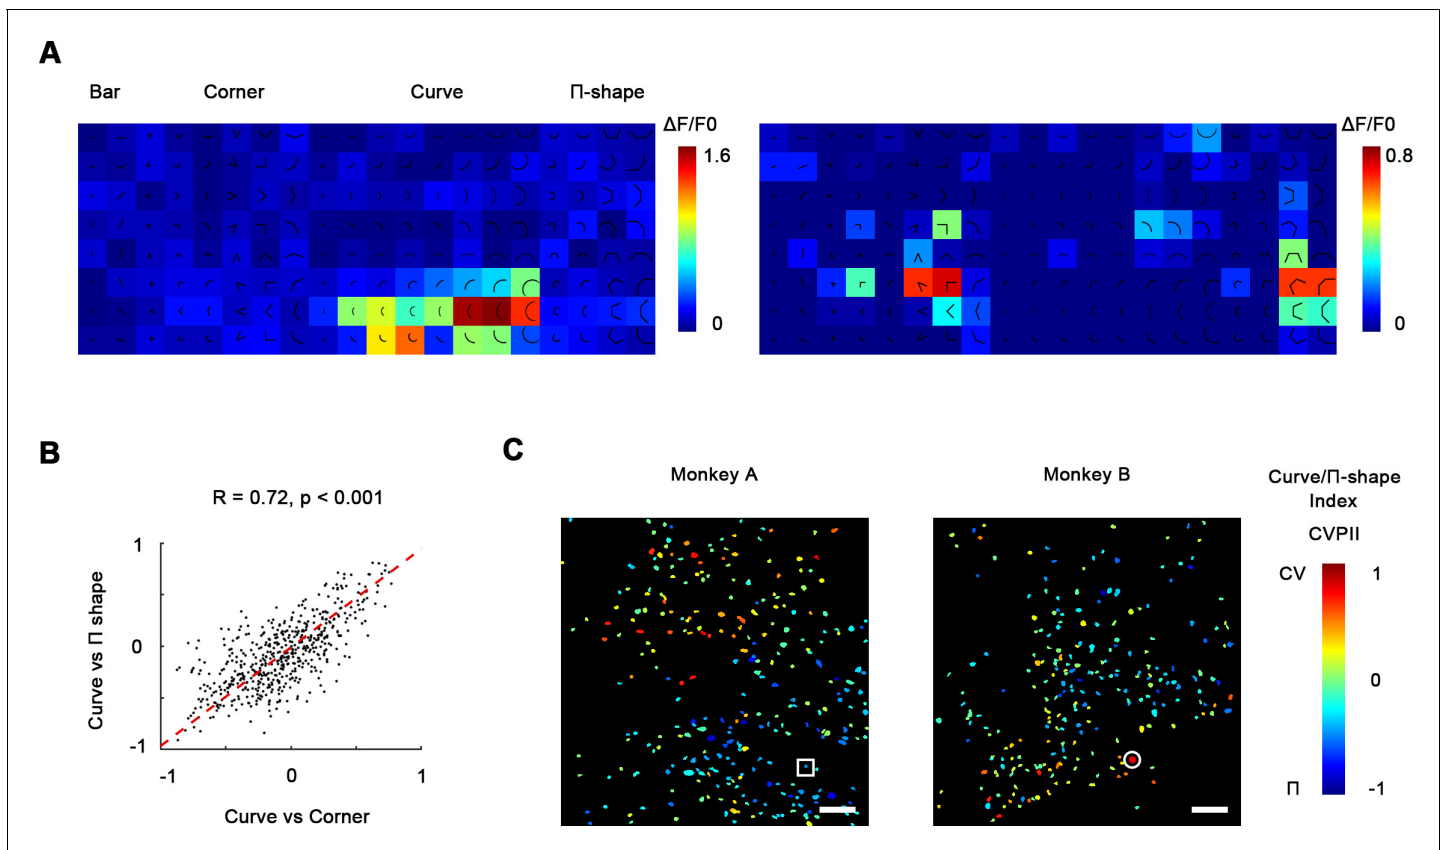 A
Bar Corner Curve Π-shape
ΔF/F0
1.6
0
ΔF/F0
0.8
0
B
R = 0.72, p < 0.001
1
0
-1
-1 0 1
Curve vs Π shape
Curve vs Corner
C
Monkey A
Monkey B
Curve/Π-shape
Index
CVPII
CV 1
0
Π -1